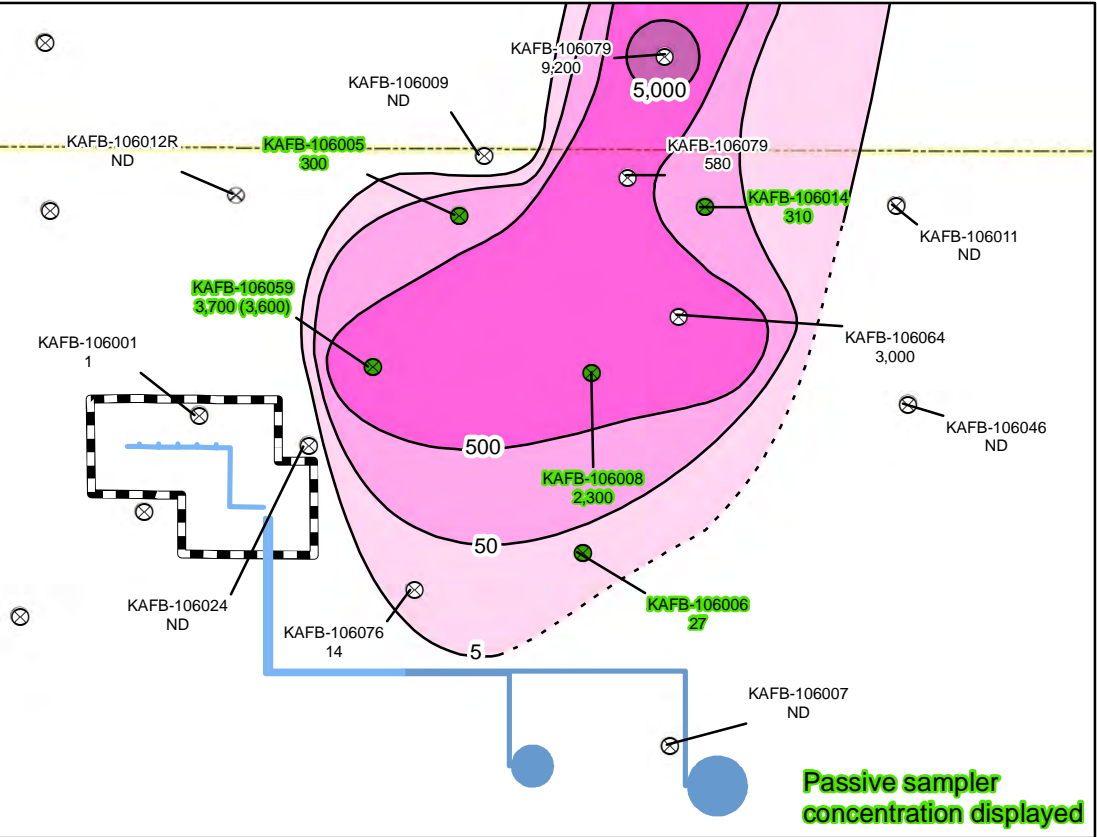 KAFB-106079
9,200
5,000
KAFB-106009
ND
KAFB-106012R
ND
KAFB-106005
300
KAFB-106079
580
KAFB-106014
310
KAFB-106011
ND
KAFB-106059
3,700 (3,600)
KAFB-106001
1
KAFB-106064
3,000
KAFB-106046
ND
500
KAFB-106008
2,300
50
KAFB-106024
ND
KAFB-106076
14
KAFB-106006
27
5
KAFB-106007
ND
Passive sampler
concentration displayed